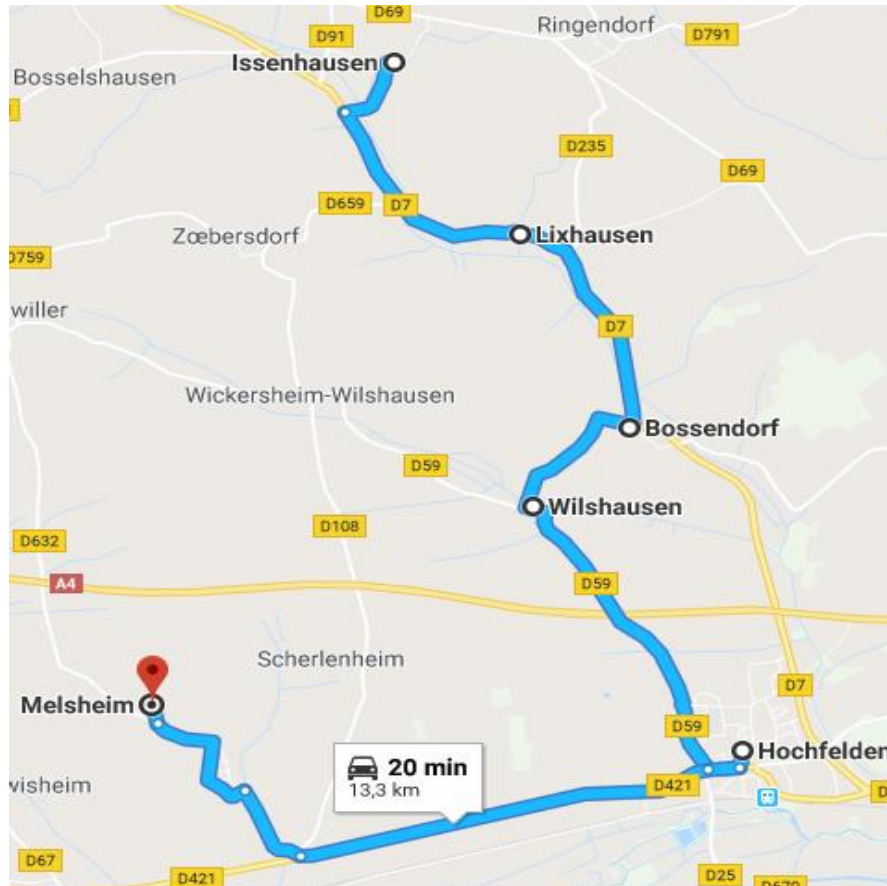 D69
Ringendorf
D791
D91
Issenhausen
Bosselshausen
D235
D69
D659
D7
Zœbersdorf
Lixhausen
D759
willer
D7
Wickersheim-Wilshausen
Bossendorf
D59
Wilshausen
D108
D632
A4
D59
Scherlenheim
D7
Melsheim
D59
Hochfelden
20 min
13,3 km
wisheim
D421
D67
D421
D25